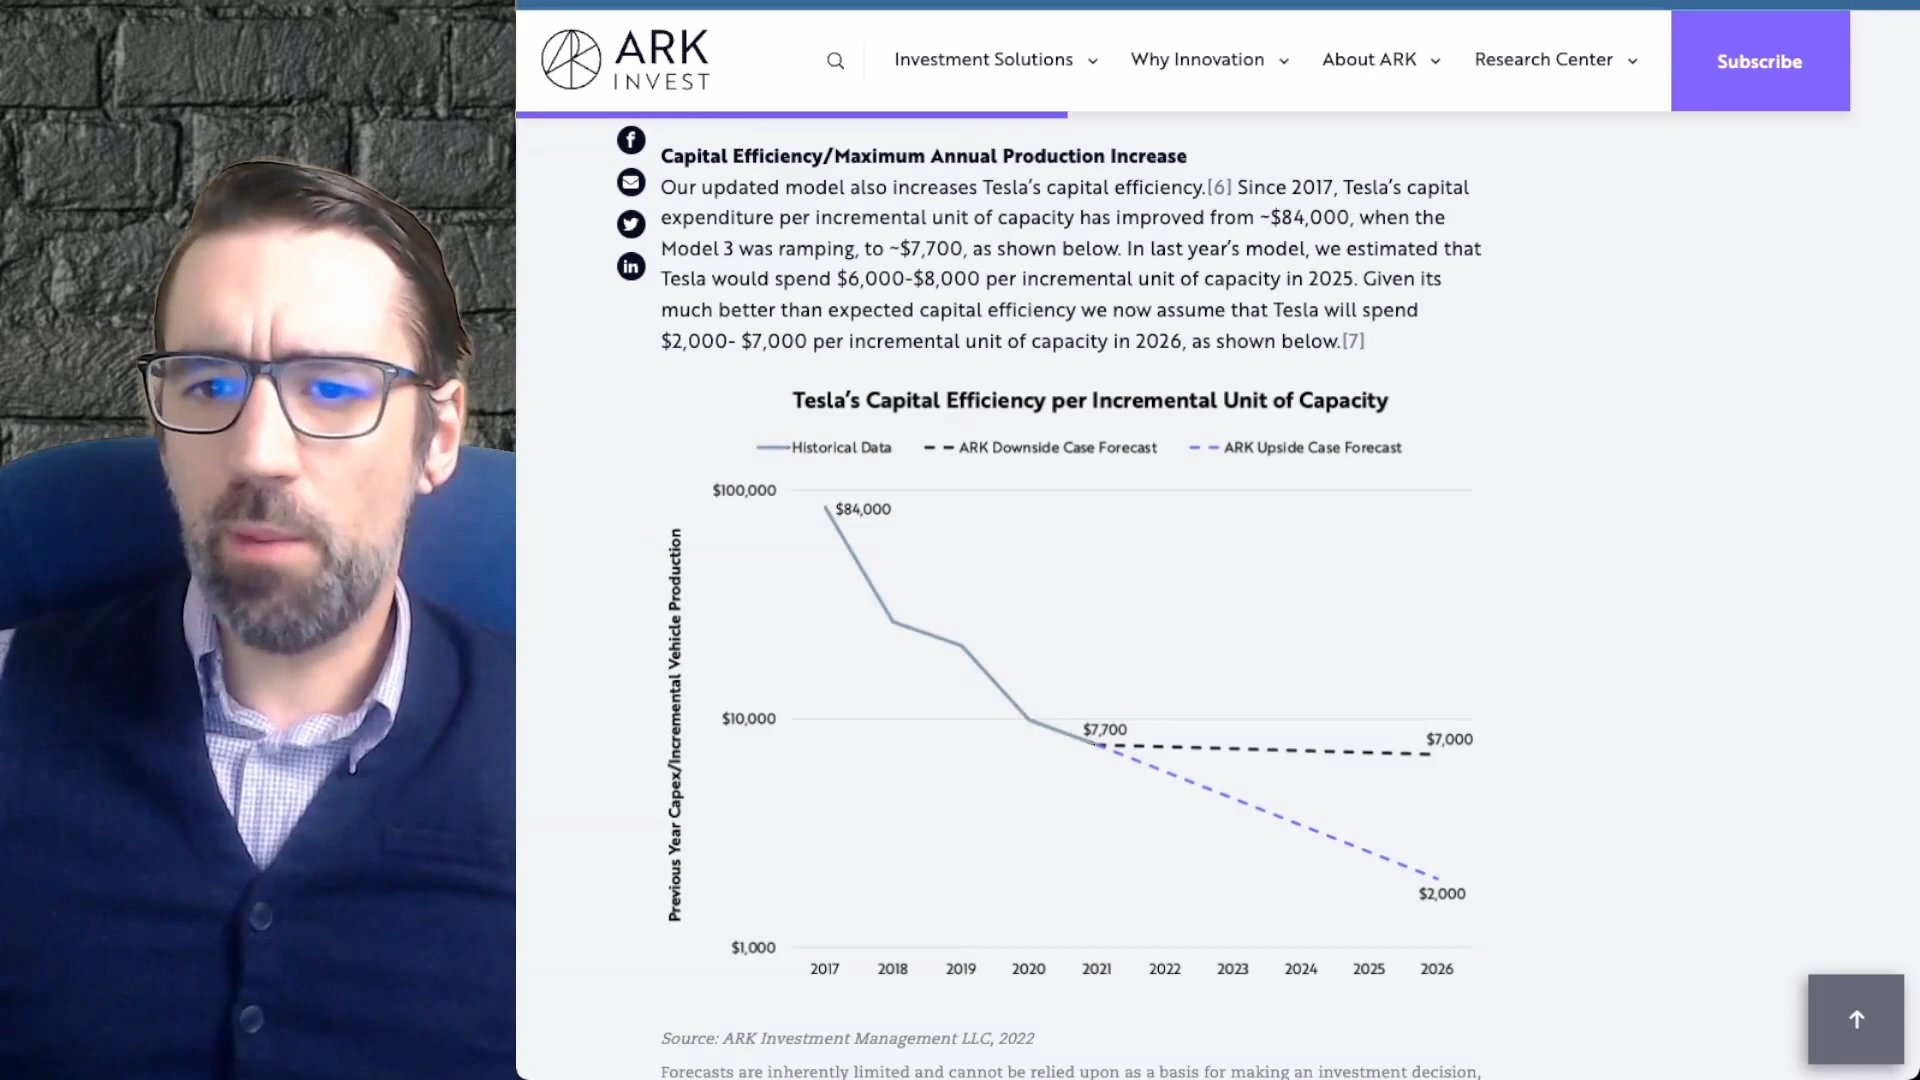 ARK
INVEST
Investment Solutions
Why Innovation
About ARK
Research Center
Subscribe
Capital Efficiency/Maximum Annual Production Increase
Our updated model also increases Tesla's capital efficiency.[6] Since 2017, Tesla's capital
expenditure per incremental unit of capacity has improved from ~$84,000, when the
Model 3 was ramping, to ~$7,700, as shown below. In last year's model, we estimated that
Tesla would spend $6,000-$8,000 per incremental unit of capacity in 2025. Given its
much better than expected capital efficiency we now assume that Tesla will spend
$2,000- $7,000 per incremental unit of capacity in 2026, as shown below.[7]
Tesla's Capital Efficiency per Incremental Unit of Capacity
Historical Data
ARK Downside Case Forecast
ARK Upside Case Forecast
Previous Year Capex/Incremental Vehicle Production
$100,000
$84,000
$10,000
$7,700
$7,000
$2,000
$1,000
2017 2018 2019 2020 2021 2022 2023 2024 2025 2026
Source: ARK Investment Management LLC, 2022
Forecasts are inherently limited and cannot be relied upon as a basis for making an investment decision,